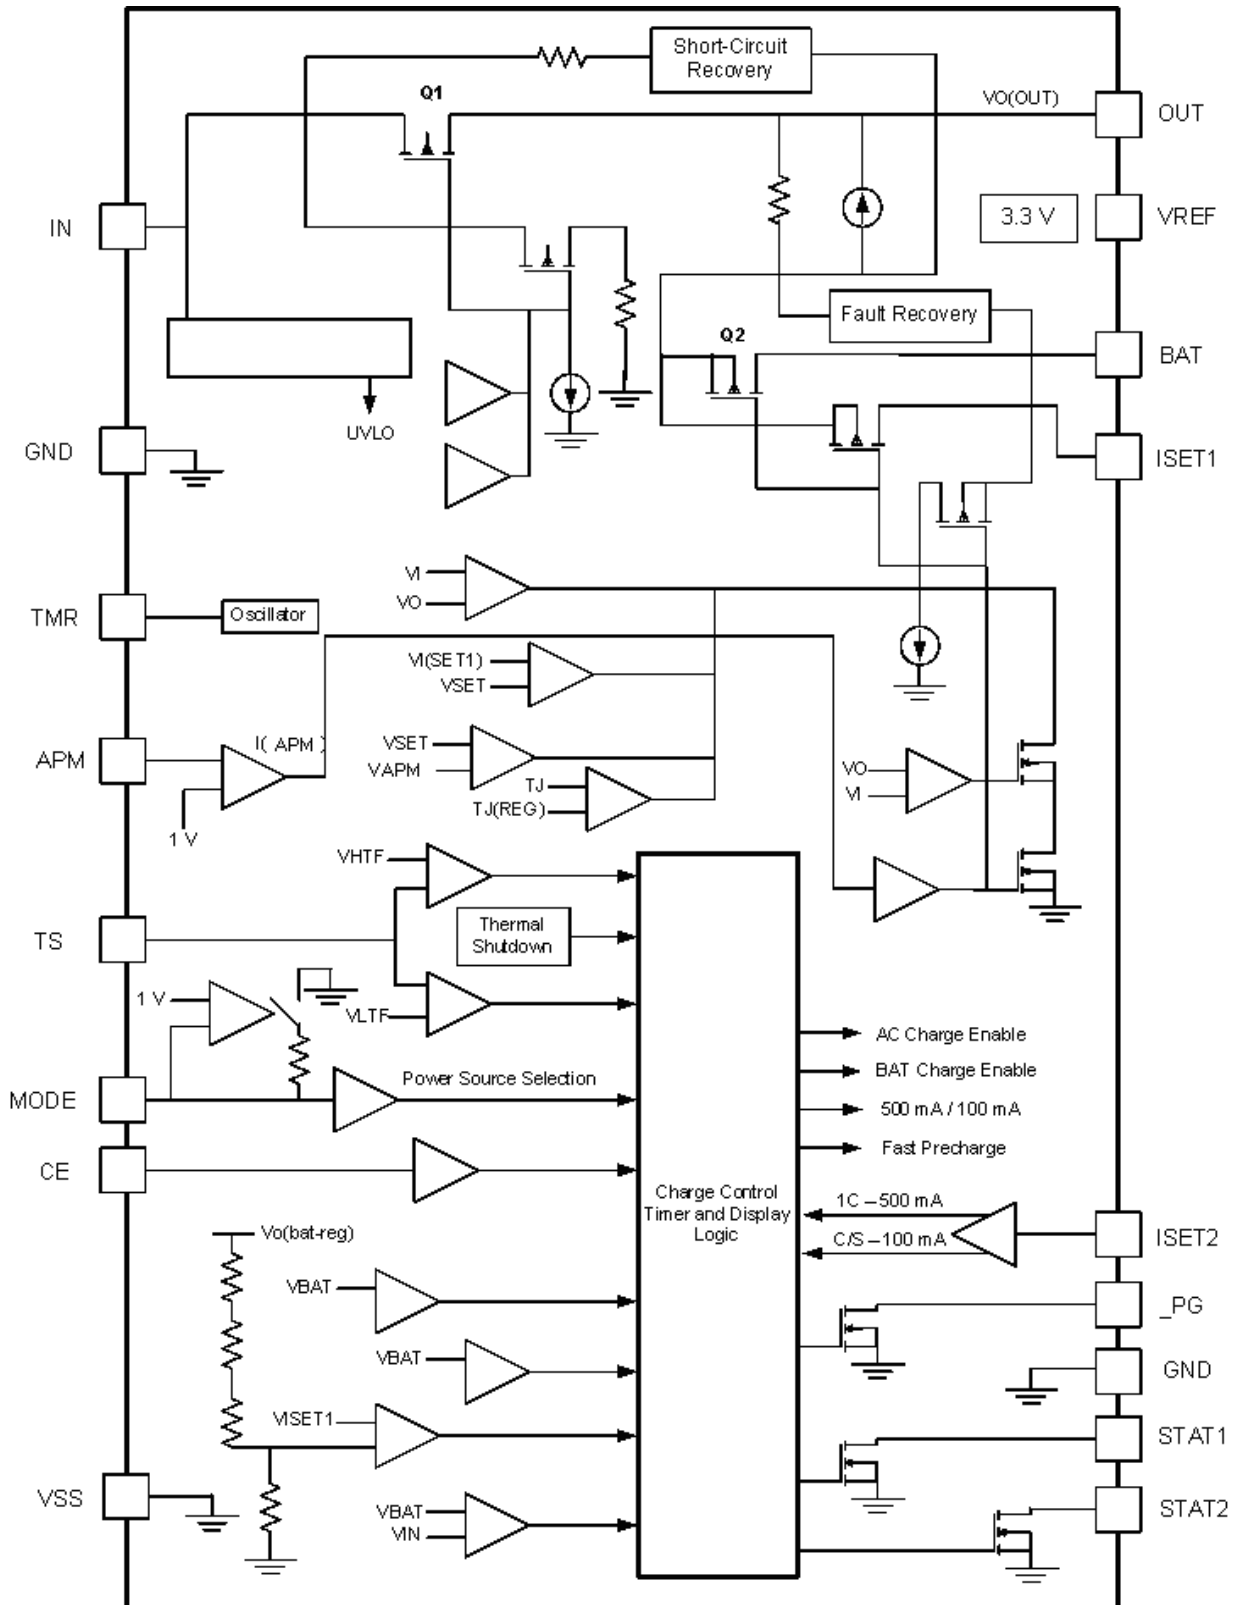 Short-Circuit
Recovery
Q1
VO(OUT)
OUT
IN
3.3 V
VREF
Fault Recovery
Q2
BAT
UVLO
GND
ISET1
VI
VO
TMR
Oscillator
VI(SET1)
VSET
I( APM )
APM
VSET
VAPM
TJ
TJ(REG)
VO
VI
1 V
VHTF
Thermal
Shutdown
TS
1 V
VLTF
AC Charge Enable
MODE
Power Source Selection
BAT Charge Enable
500 mA / 100 mA
Fast Precharge
CE
Charge Control
Timer and Display
Logic
1C – 500 mA
C/S – 100 mA
ISET2
Vo(bat-reg)
VBAT
_PG
VBAT
GND
VISET1
STAT1
VSS
VBAT
VIN
STAT2